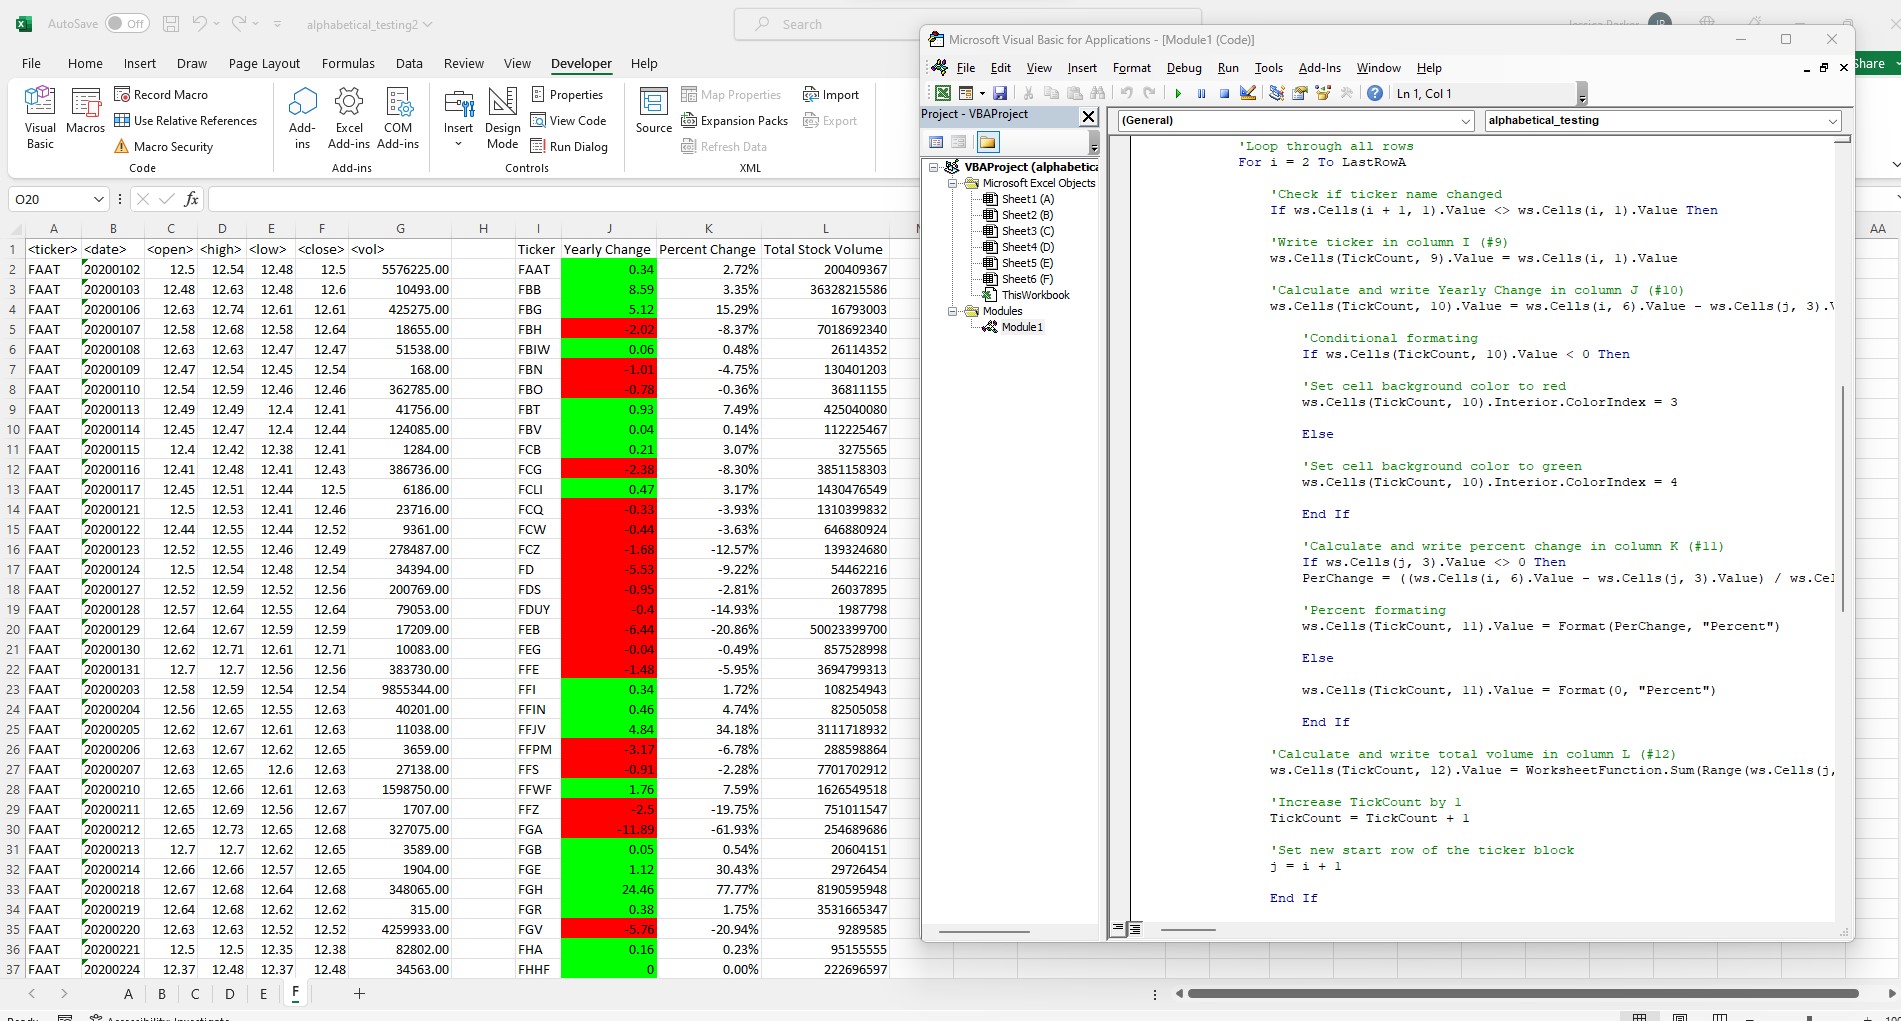 AutoSave Off alphabetical_testing2 Search
File Home Insert Draw Page Layout Formulas Data Review View Developer Help
Share
Visual Basic
Macros
Record Macro
Use Relative References
Macro Security
Code
Add-ins
Excel Add-ins
COM Add-ins
Add-ins
Insert
Design Mode
Properties
View Code
Run Dialog
Controls
Source
Map Properties
Expansion Packs
Refresh Data
Import
Export
XML
O20 fx
A B C D E F G H I J K L AA
1 <ticker> <date> <open> <high> <low> <close> <vol> Ticker Yearly Change Percent Change Total Stock Volume
2 FAAT 20200102 12.5 12.54 12.48 12.5 5576225.00 FAAT 0.34 2.72% 200409367
3 FAAT 20200103 12.48 12.63 12.48 12.6 10493.00 FBB 8.59 3.35% 36328215586
4 FAAT 20200106 12.63 12.74 12.61 12.61 425275.00 FBG 5.12 15.29% 16793003
5 FAAT 20200107 12.58 12.68 12.58 12.64 18655.00 FBH -2.02 -8.37% 7018692340
6 FAAT 20200108 12.63 12.63 12.47 12.47 51538.00 FBIW 0.06 0.48% 26114352
7 FAAT 20200109 12.47 12.54 12.45 12.54 168.00 FBN -1.01 -4.75% 130401203
8 FAAT 20200110 12.54 12.59 12.46 12.46 362785.00 FBO -0.78 -0.36% 36811155
9 FAAT 20200113 12.49 12.49 12.4 12.41 41756.00 FBT 0.93 7.49% 425040080
10 FAAT 20200114 12.45 12.47 12.4 12.44 124085.00 FBV 0.04 0.14% 112225467
11 FAAT 20200115 12.4 12.42 12.38 12.41 1284.00 FCB 0.21 3.07% 3275565
12 FAAT 20200116 12.41 12.48 12.41 12.43 386736.00 FCG -2.38 -8.30% 3851158303
13 FAAT 20200117 12.45 12.51 12.44 12.5 6186.00 FCLI 0.47 3.17% 1430476549
14 FAAT 20200121 12.5 12.53 12.41 12.46 23716.00 FCQ -0.33 -3.93% 1310399832
15 FAAT 20200122 12.44 12.55 12.44 12.52 9361.00 FCW -0.44 -3.63% 646880924
16 FAAT 20200123 12.52 12.55 12.46 12.49 278487.00 FCZ -1.68 -12.57% 139324680
17 FAAT 20200124 12.5 12.54 12.48 12.54 34394.00 FD -5.53 -9.22% 54462216
18 FAAT 20200127 12.52 12.59 12.52 12.56 200769.00 FDS -0.95 -2.81% 26037895
19 FAAT 20200128 12.57 12.64 12.55 12.64 79053.00 FDUY -0.4 -14.93% 1987798
20 FAAT 20200129 12.64 12.67 12.59 12.59 17209.00 FEB -6.44 -20.86% 50023399700
21 FAAT 20200130 12.62 12.71 12.61 12.71 10083.00 FEG -0.04 -0.49% 857528998
22 FAAT 20200131 12.7 12.7 12.56 12.56 383730.00 FFE -1.48 -5.95% 3694799313
23 FAAT 20200203 12.58 12.59 12.54 12.54 9855344.00 FFI 0.34 1.72% 108254943
24 FAAT 20200204 12.56 12.65 12.55 12.63 40201.00 FFIN 0.46 4.74% 82505058
25 FAAT 20200205 12.62 12.67 12.61 12.63 11038.00 FFJV 4.84 34.18% 3111718932
26 FAAT 20200206 12.63 12.67 12.62 12.65 3659.00 FFPM -3.17 -6.78% 288598864
27 FAAT 20200207 12.63 12.65 12.6 12.63 27138.00 FFS -0.91 -2.28% 7701702912
28 FAAT 20200210 12.65 12.66 12.61 12.63 1598750.00 FFWF 1.76 7.59% 1626549518
29 FAAT 20200211 12.65 12.69 12.56 12.67 1707.00 FFZ -2.5 -19.75% 751011547
30 FAAT 20200212 12.65 12.73 12.65 12.68 327075.00 FGA -11.89 -61.93% 254689686
31 FAAT 20200213 12.7 12.7 12.62 12.65 3589.00 FGB 0.05 0.54% 20604151
32 FAAT 20200214 12.66 12.66 12.57 12.65 1904.00 FGE 1.12 30.43% 29726454
33 FAAT 20200218 12.67 12.68 12.64 12.68 348065.00 FGH 24.46 77.77% 8190595948
34 FAAT 20200219 12.64 12.68 12.62 12.62 315.00 FGR 0.38 1.75% 3531665347
35 FAAT 20200220 12.63 12.63 12.52 12.52 4259933.00 FGV -5.76 -20.94% 9289585
36 FAAT 20200221 12.5 12.5 12.35 12.38 82802.00 FHA 0.16 0.23% 95155555
37 FAAT 20200224 12.37 12.48 12.37 12.48 34563.00 FHHF 0 0.00% 222696597
A B C D E F +
Microsoft Visual Basic for Applications - [Module1 (Code)]
File Edit View Insert Format Debug Run Tools Add-Ins Window Help
Ln 1, Col 1
Project - VBAProject
VBAProject (alphabetica
Microsoft Excel Objects
Sheet1 (A)
Sheet2 (B)
Sheet3 (C)
Sheet4 (D)
Sheet5 (E)
Sheet6 (F)
ThisWorkbook
Modules
Module1
(General) alphabetical_testing
'Loop through all rows
For i = 2 To LastRowA
'Check if ticker name changed
If ws.Cells(i + 1, 1).Value <> ws.Cells(i, 1).Value Then
'Write ticker in column I (#9)
ws.Cells(TickCount, 9).Value = ws.Cells(i, 1).Value
'Calculate and write Yearly Change in column J (#10)
ws.Cells(TickCount, 10).Value = ws.Cells(i, 6).Value - ws.Cells(j, 3).V
'Conditional formating
If ws.Cells(TickCount, 10).Value < 0 Then
'Set cell background color to red
ws.Cells(TickCount, 10).Interior.ColorIndex = 3
Else
'Set cell background color to green
ws.Cells(TickCount, 10).Interior.ColorIndex = 4
End If
'Calculate and write percent change in column K (#11)
If ws.Cells(j, 3).Value <> 0 Then
PerChange = ((ws.Cells(i, 6).Value - ws.Cells(j, 3).Value) / ws.Cel
'Percent formating
ws.Cells(TickCount, 11).Value = Format(PerChange, "Percent")
Else
ws.Cells(TickCount, 11).Value = Format(0, "Percent")
End If
'Calculate and write total volume in column L (#12)
ws.Cells(TickCount, 12).Value = WorksheetFunction.Sum(Range(ws.Cells(j,
'Increase TickCount by 1
TickCount = TickCount + 1
'Set new start row of the ticker block
j = i + 1
End If